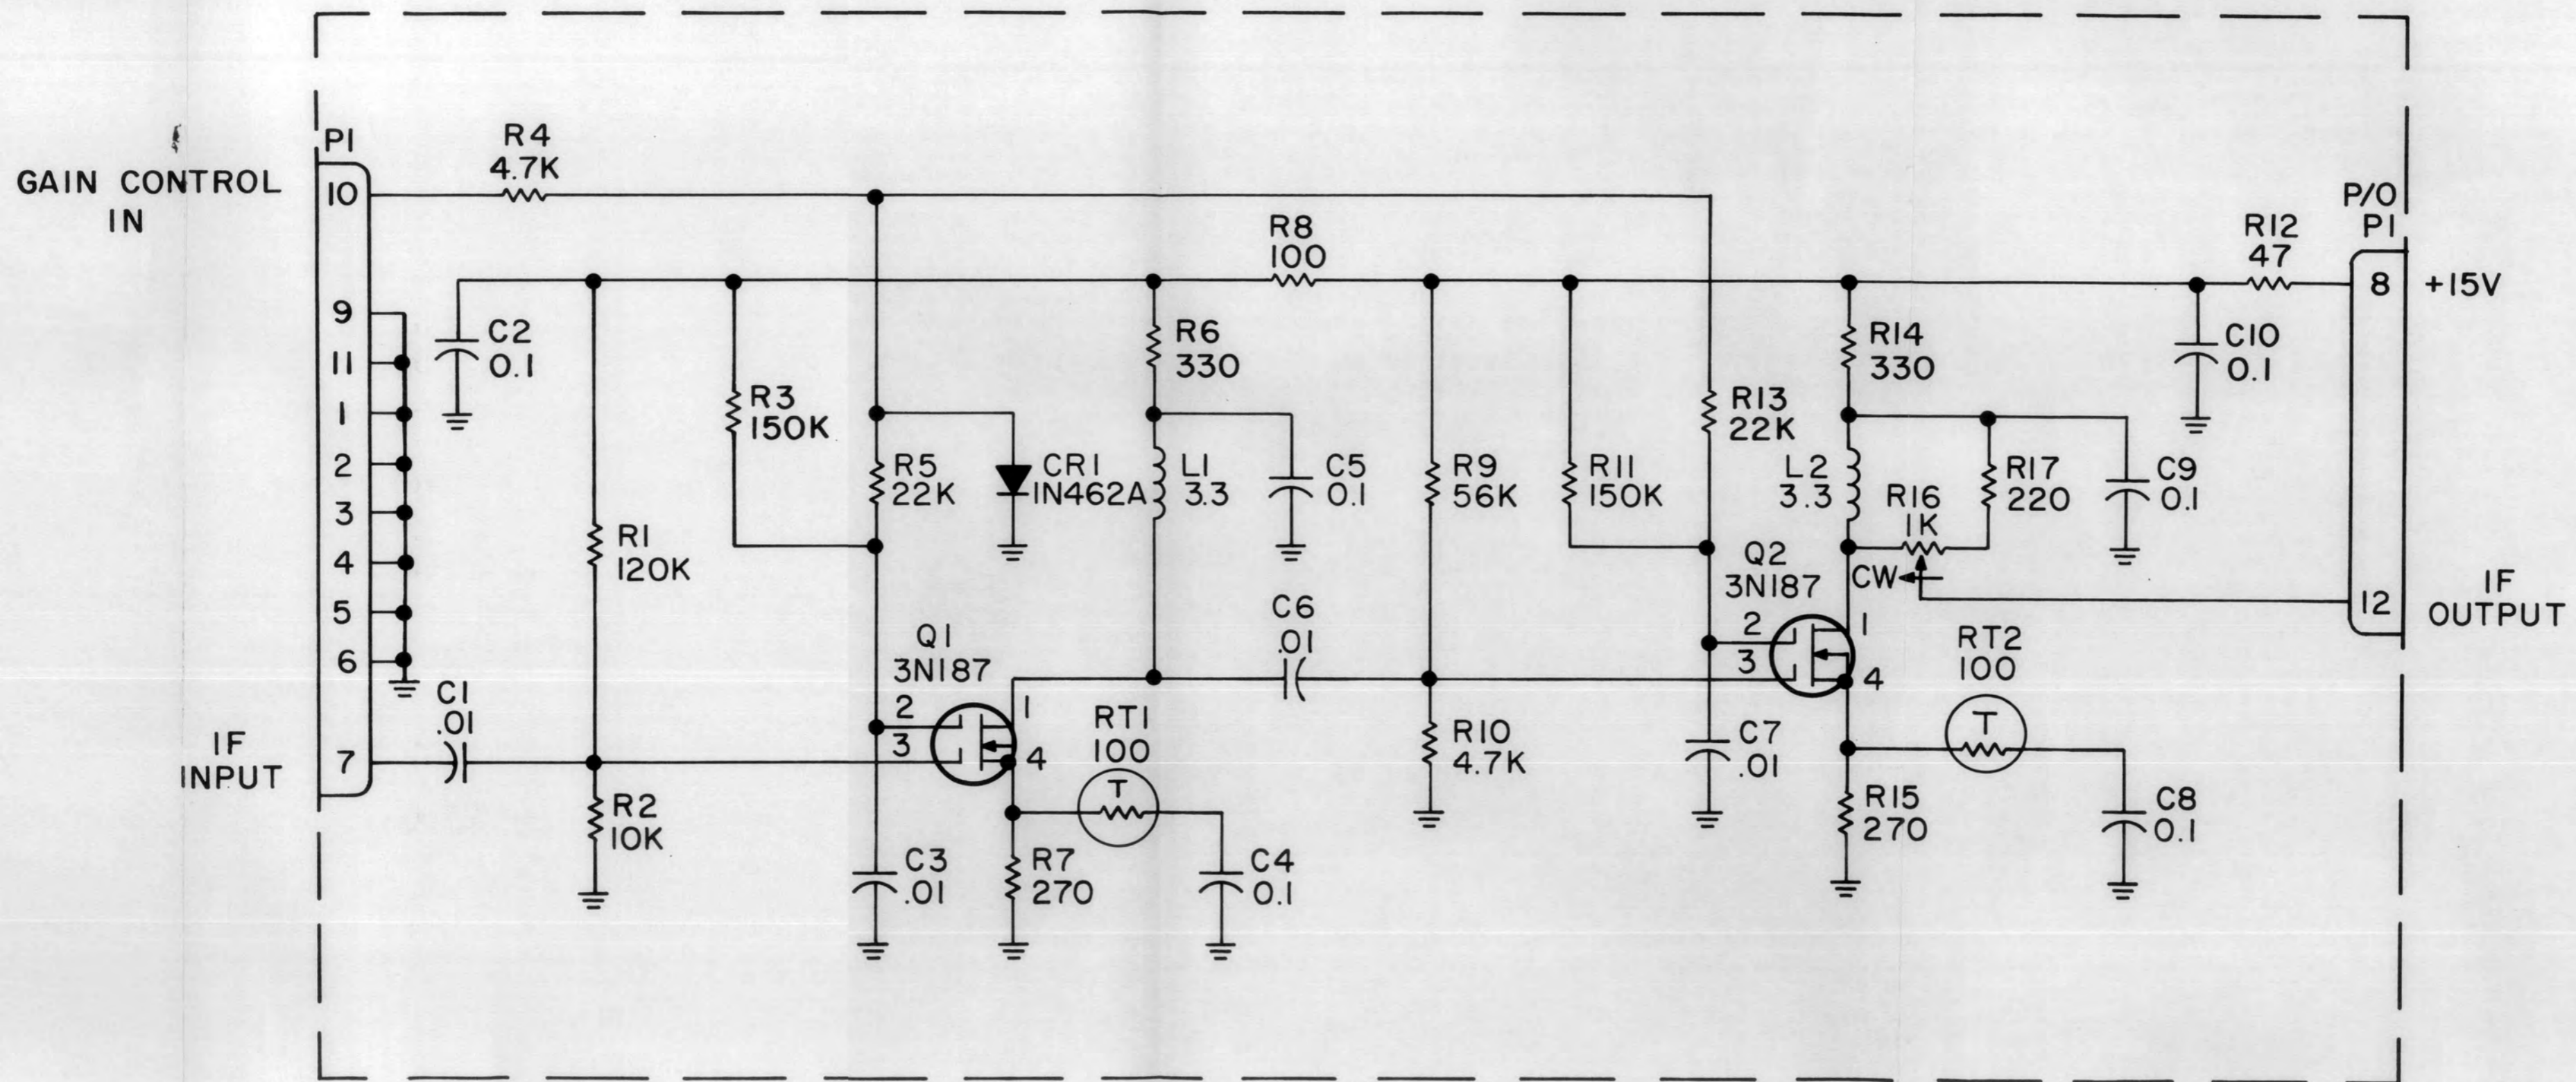 GAIN CONTROL
IN
P1
10
9
11
1
2
3
4
5
6
7
IF
INPUT
R4
4.7K
C2
0.1
C1
.01
R1
120K
R2
10K
R3
150K
R5
22K
CR1
1N462A
Q1
3N187
2
3
1
4
C3
.01
R7
270
RT1
100
T
C4
0.1
R6
330
L1
3.3
C5
0.1
R8
100
C6
.01
R9
56K
R10
4.7K
R11
150K
R13
22K
C7
.01
Q2
3N187
2
3
1
4
R14
330
L2
3.3
R16
1K
CW
R17
220
C9
0.1
RT2
100
T
R15
270
C8
0.1
C10
0.1
R12
47
P/O
P1
8
+15V
12
IF
OUTPUT